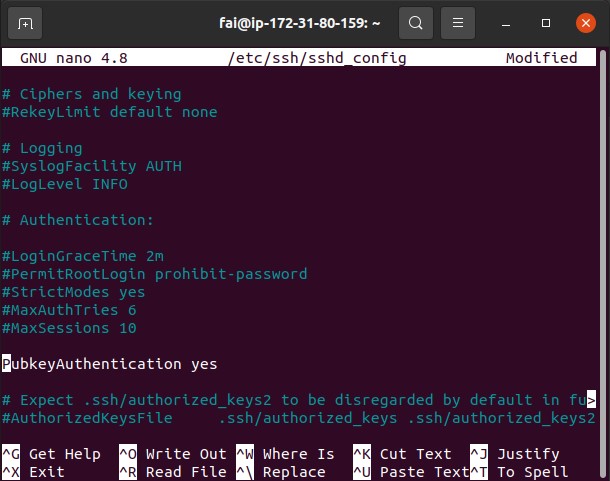 fai@ip-172-31-80-159: ~
GNU nano 4.8 /etc/ssh/sshd_config Modified
# Ciphers and keying
#RekeyLimit default none
# Logging
#SyslogFacility AUTH
#LogLevel INFO
# Authentication:
#LoginGraceTime 2m
#PermitRootLogin prohibit-password
#StrictModes yes
#MaxAuthTries 6
#MaxSessions 10
PubkeyAuthentication yes
# Expect .ssh/authorized_keys2 to be disregarded by default in fu>
#AuthorizedKeysFile .ssh/authorized_keys .ssh/authorized_keys2
^G Get Help ^O Write Out ^W Where Is ^K Cut Text ^J Justify
^X Exit ^R Read File ^\ Replace ^U Paste Text^T To Spell